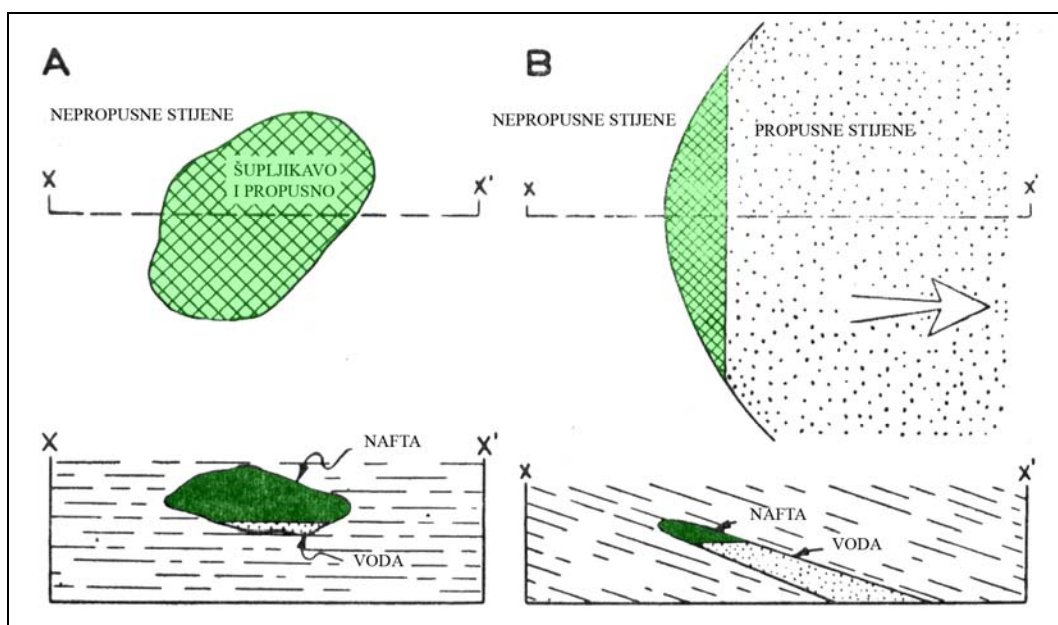 A
NEPROPUSNE STIJENE
ŠUPLJIKAVO
I PROPUSNO
X
X'
X
X'
NAFTA
VODA
B
NEPROPUSNE STIJENE
PROPUSNE STIJENE
X
X'
X
X'
NAFTA
VODA